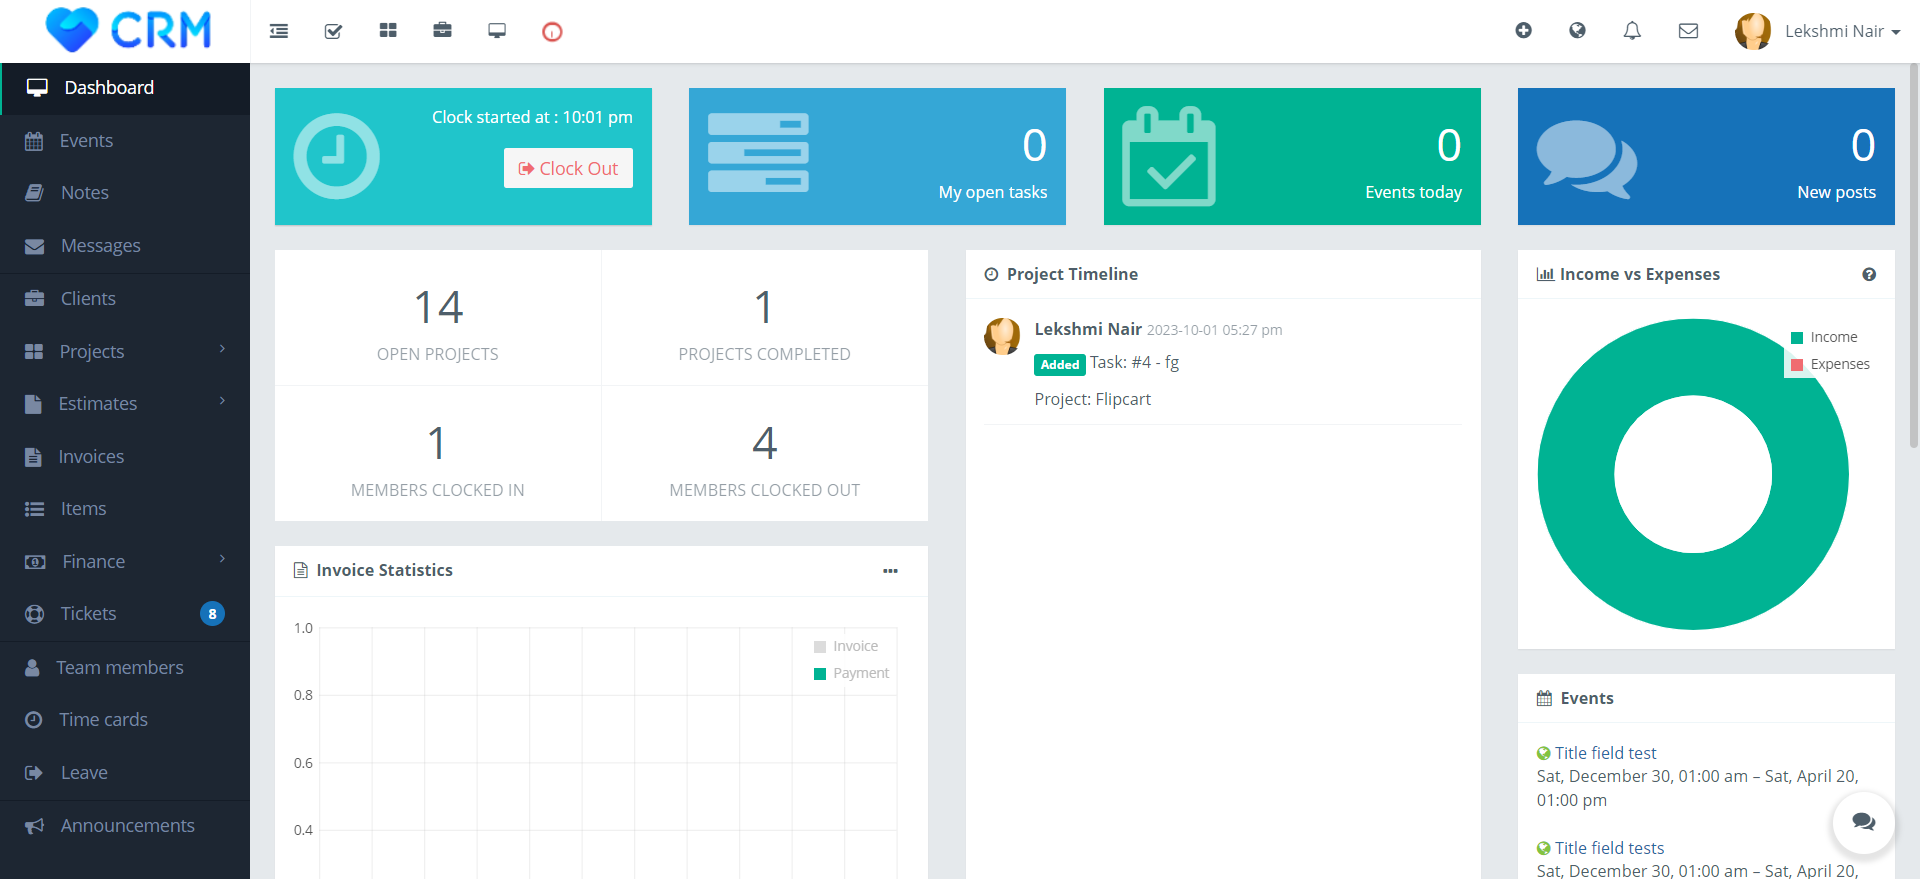 CRM
Lekshmi Nair
Dashboard
Events
Notes
Messages
Clients
Projects
Estimates
Invoices
Items
Finance
Tickets 8
Team members
Time cards
Leave
Announcements
Clock started at : 10:01 pm
Clock Out
0
My open tasks
0
Events today
0
New posts
14
OPEN PROJECTS
1
PROJECTS COMPLETED
1
MEMBERS CLOCKED IN
4
MEMBERS CLOCKED OUT
Invoice Statistics
1.0
0.8
0.6
0.4
Invoice
Payment
Project Timeline
Lekshmi Nair 2023-10-01 05:27 pm
Added Task: #4 - fg
Project: Flipcart
Income vs Expenses
Income
Expenses
Events
Title field test
Sat, December 30, 01:00 am – Sat, April 20,
01:00 pm
Title field tests
Sat, December 30, 01:00 am – Sat, April 20,